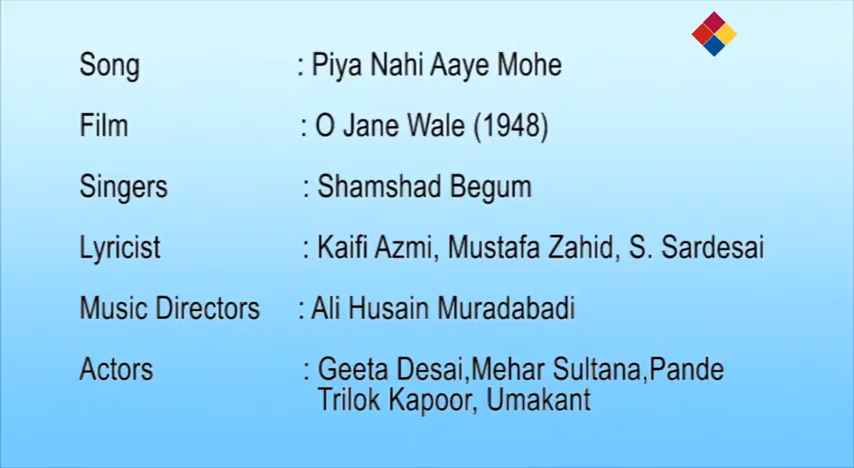 Song : Piya Nahi Aaye Mohe
Film : O Jane Wale (1948)
Singers : Shamshad Begum
Lyricist : Kaifi Azmi, Mustafa Zahid, S. Sardesai
Music Directors : Ali Husain Muradabadi
Actors : Geeta Desai,Mehar Sultana,Pande
Trilok Kapoor, Umakant